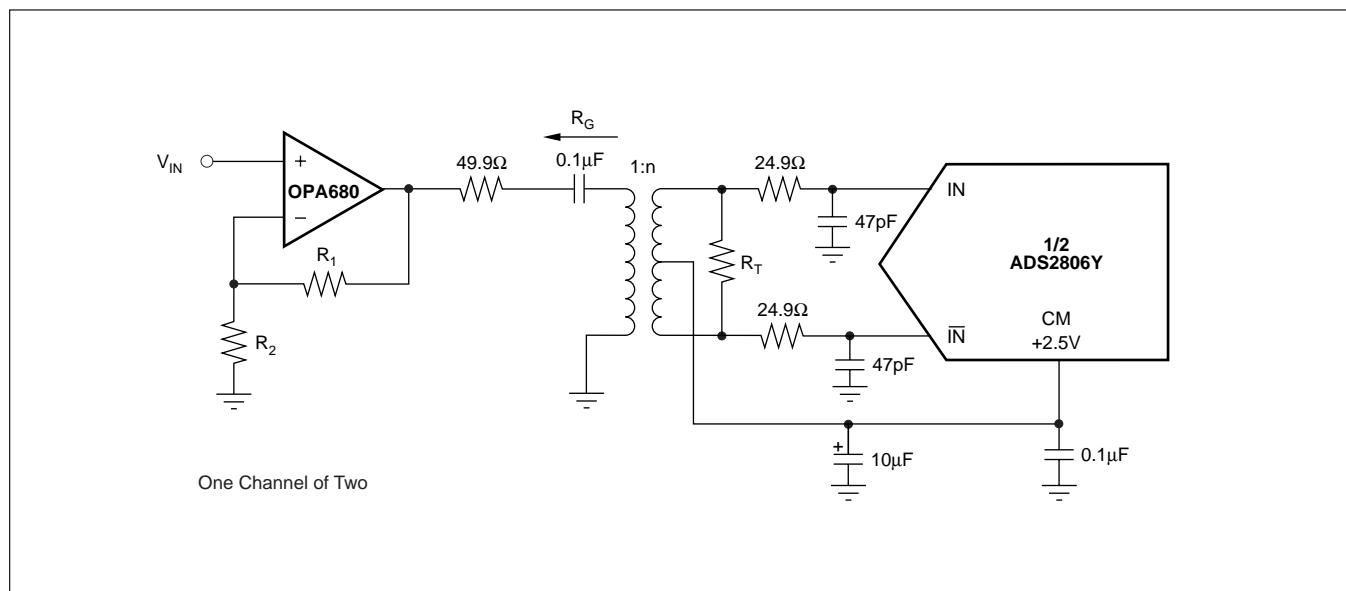 R_G
0.1µF
49.9Ω
1:n
24.9Ω
V_IN
+
OPA680
−
IN
47pF
1/2
ADS2806Y
R_1
R_T
24.9Ω
CM
+2.5V
I̅N̅
R_2
47pF
+
10µF
0.1µF
One Channel of Two